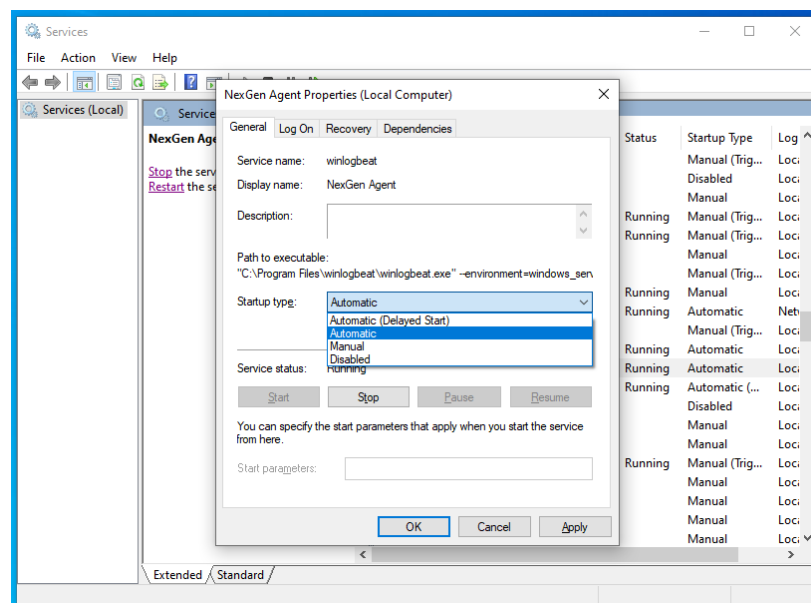 Services
File Action View Help
Services (Local)
Service
NexGen Age
Stop the serv
Restart the se
Status Startup Type Log
Manual (Trig... Loca
Disabled Loca
Manual Loca
Running Manual (Trig... Loca
Running Manual (Trig... Loca
Manual Loca
Manual (Trig... Loca
Running Manual Loca
Running Automatic Netv
Manual (Trig... Loca
Running Automatic Loca
Running Automatic Loca
Running Automatic (... Loca
Disabled Loca
Manual Loca
Manual Loca
Running Manual (Trig... Loca
Manual Loca
Manual Loca
Manual Loca
Manual Loca
NexGen Agent Properties (Local Computer)
General Log On Recovery Dependencies
Service name: winlogbeat
Display name: NexGen Agent
Description:
Path to executable:
"C:\Program Files\winlogbeat\winlogbeat.exe" --environment=windows_serv
Startup type: Automatic
Automatic (Delayed Start)
Automatic
Manual
Disabled
Service status: Running
Start Stop Pause Resume
You can specify the start parameters that apply when you start the service
from here.
Start parameters:
OK Cancel Apply
Extended Standard